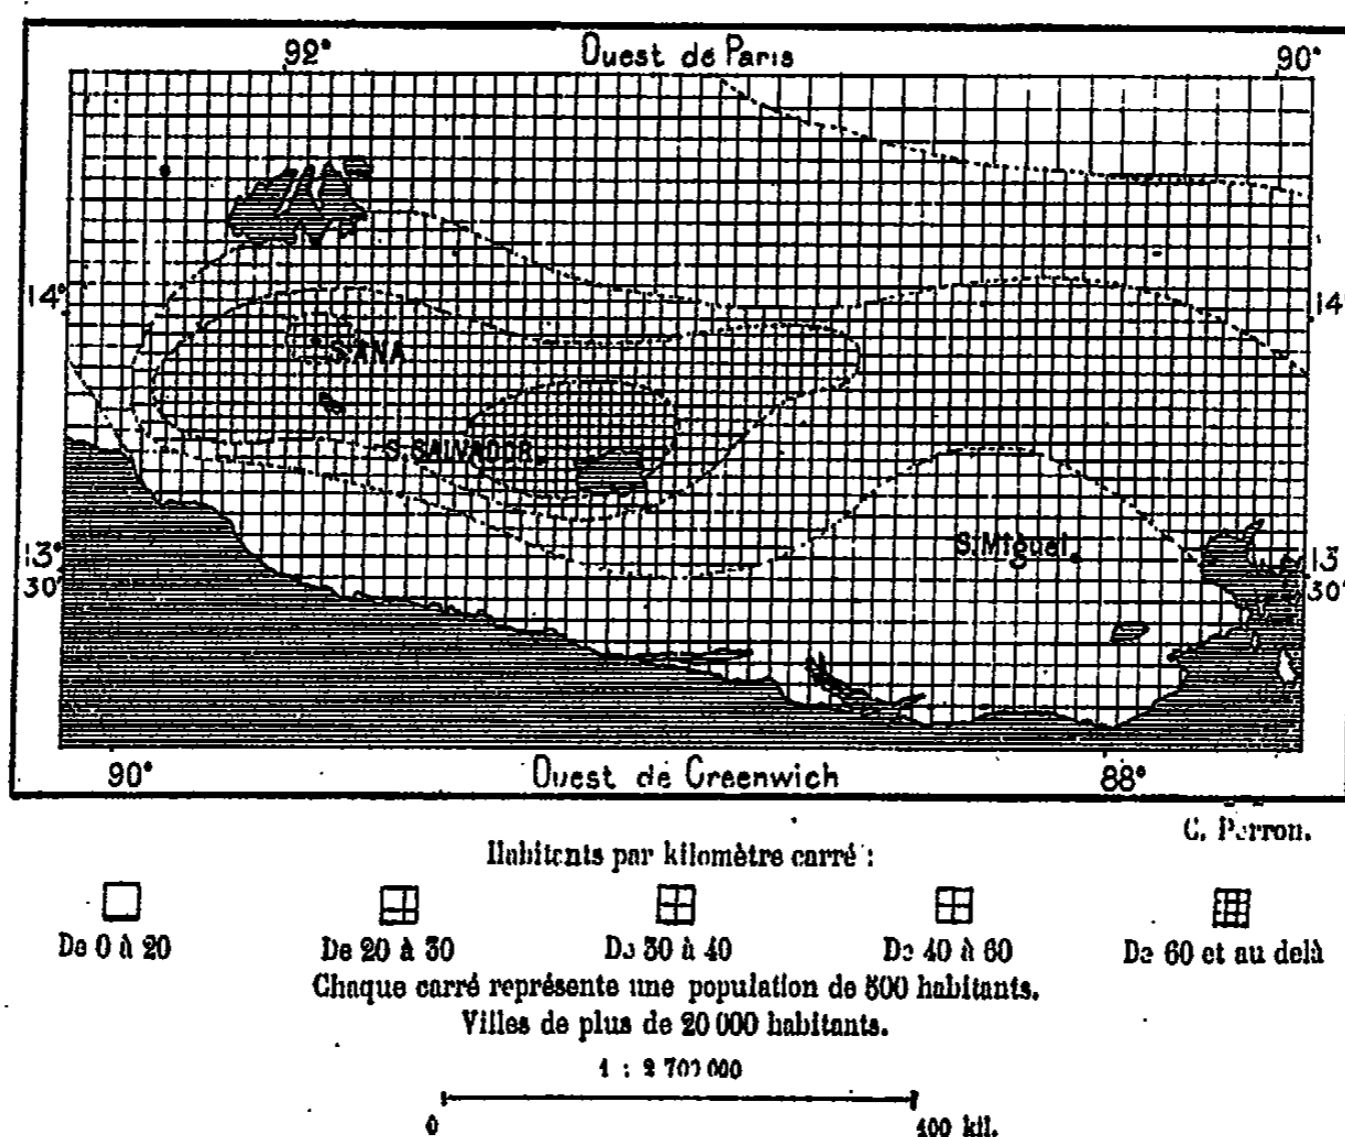 92° Ouest de Paris 90°
14° 14°
S. ANA
S. SALVADOR
S. Miguel
13° 13°
30' 30'
90° Ouest de Greenwich 88°
C. Perron.
Habitants par kilomètre carré :
De 0 à 20 De 20 à 30 De 30 à 40 De 40 à 60 De 60 et au delà
Chaque carré représente une population de 500 habitants.
Villes de plus de 20 000 habitants.
1 : 2 700 000
0 100 kil.